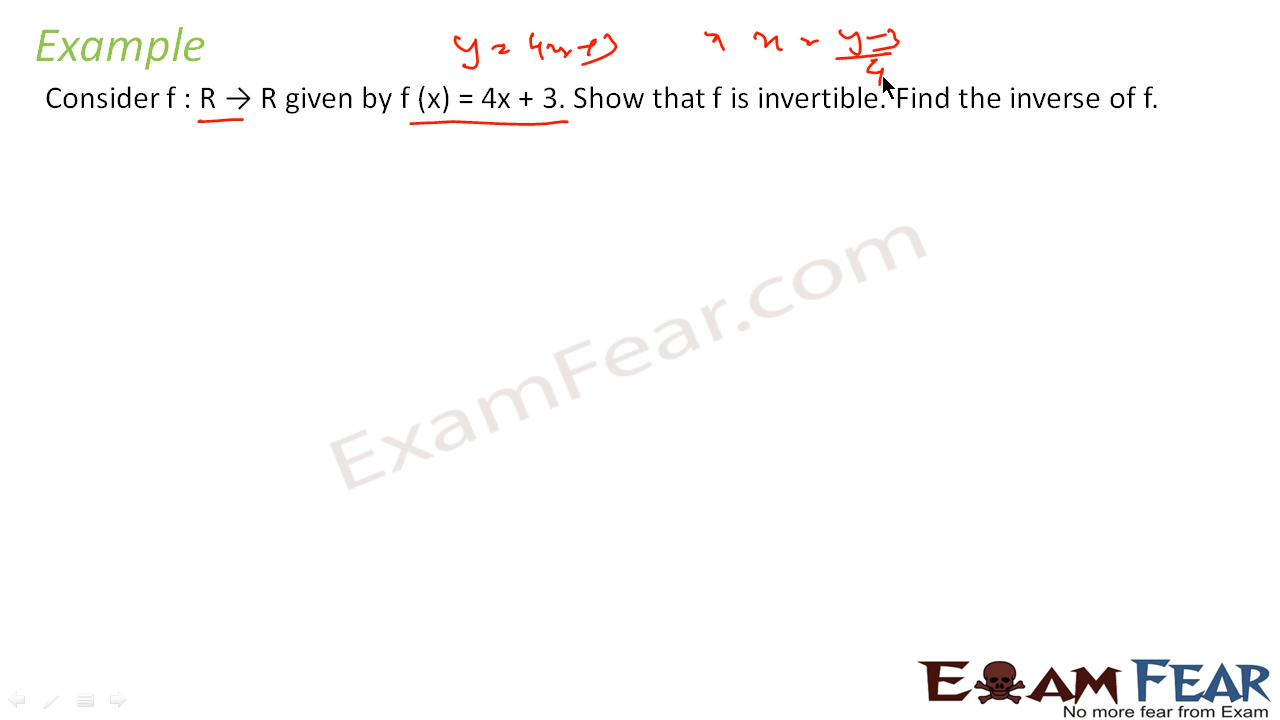 Example
y = 4x + 3 x = y - 3 / 4
Consider f : R → R given by f (x) = 4x + 3. Show that f is invertible. Find the inverse of f.
ExamFear.com
EXAM FEAR
No more fear from Exam